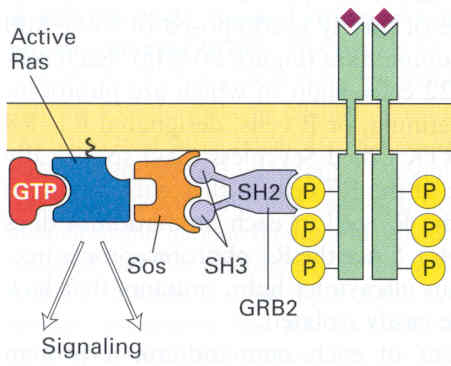 Active
Ras
GTP
SH2
P P
P P
P P
Sos
SH3
GRB2
Signaling